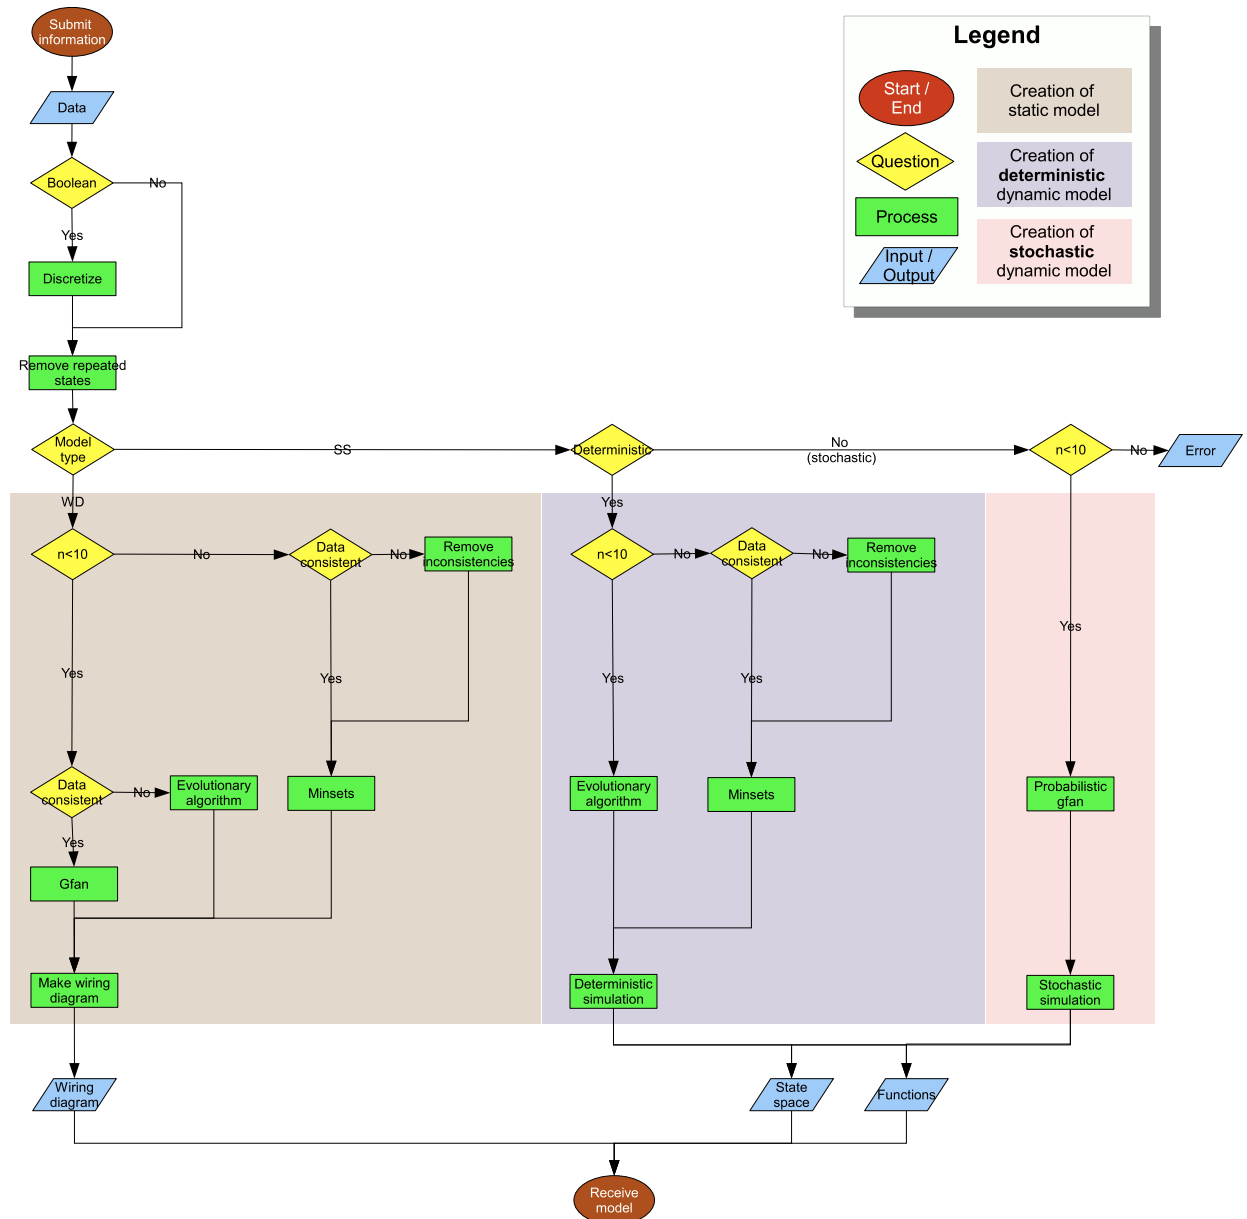 Submit
information
Data
Boolean
No
Yes
Discretize
Remove repeated
states
Legend
Start /
End
Question
Process
Input /
Output
Creation of
static model
Creation of
deterministic
dynamic model
Creation of
stochastic
dynamic model
Model
type
SS
Deterministic
No
(stochastic)
n<10
No
Error
WD
n<10
No
Data
consistent
No
Remove
inconsistencies
Yes
Yes
Data
consistent
No
Evolutionary
algorithm
Minsets
Yes
Gfan
Make wiring
diagram
Yes
n<10
No
Data
consistent
No
Remove
inconsistencies
Yes
Yes
Evolutionary
algorithm
Minsets
Deterministic
simulation
Yes
Probabilistic
gfan
Stochastic
simulation
Wiring
diagram
State
space
Functions
Receive
model